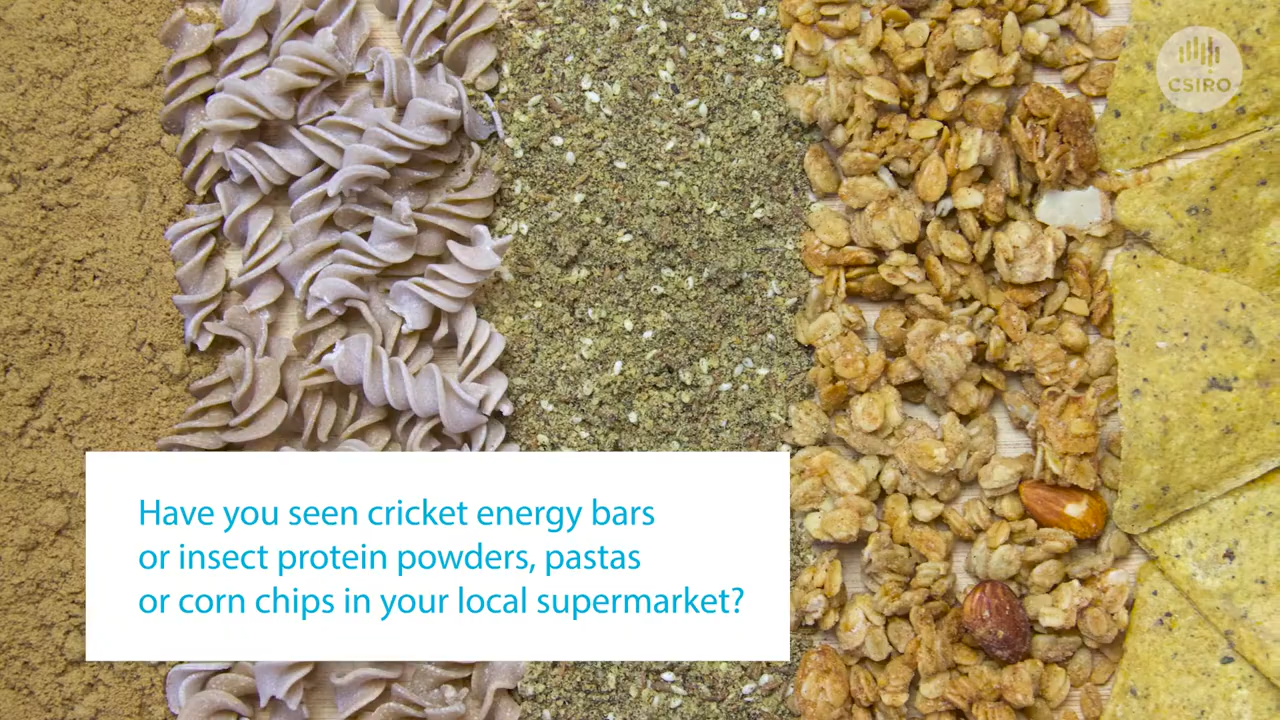 CSIRO
Have you seen cricket energy bars
or insect protein powders, pastas
or corn chips in your local supermarket?